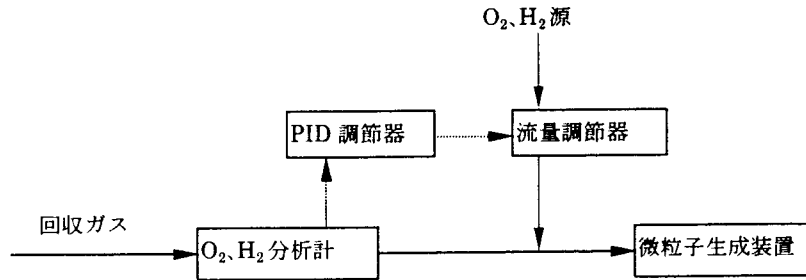 O₂、H₂源
PID 調節器
流量調節器
回収ガス
O₂、H₂分析計
微粒子生成装置